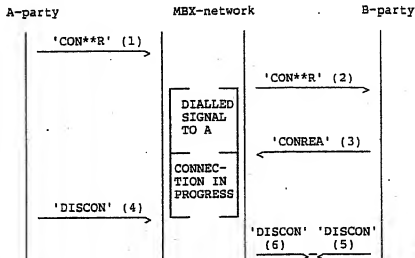 A-party MBX-network B-party
'CON**R' (1)
'CON**R' (2)
DIALLED
SIGNAL
TO A
'CONREA' (3)
CONNEC-
TION IN
PROGRESS
'DISCON' (4)
'DISCON' 'DISCON'
(6) (5)